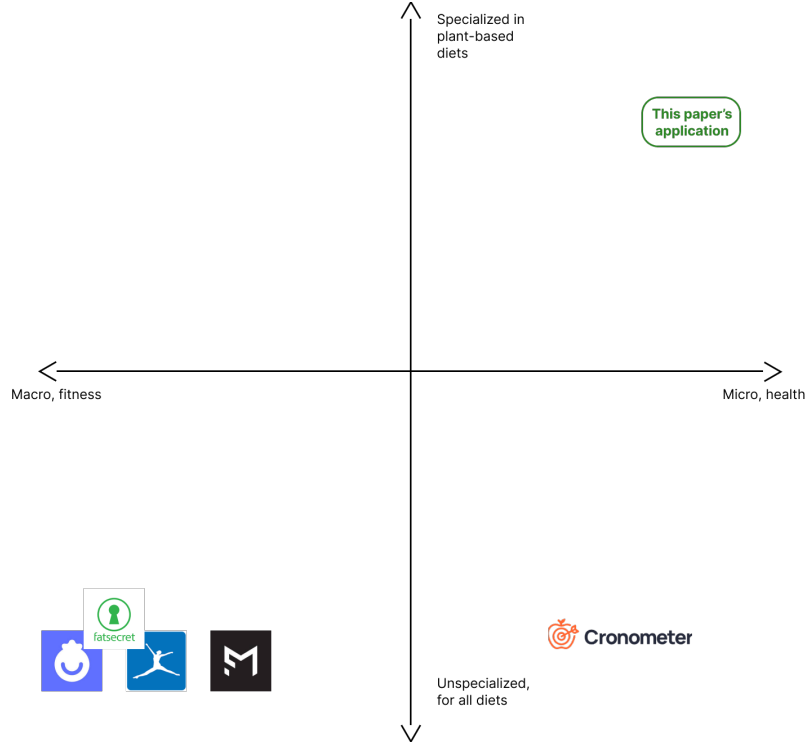 Specialized in
plant-based
diets
This paper's
application
Macro, fitness
Micro, health
fatsecret
Cronometer
Unspecialized,
for all diets